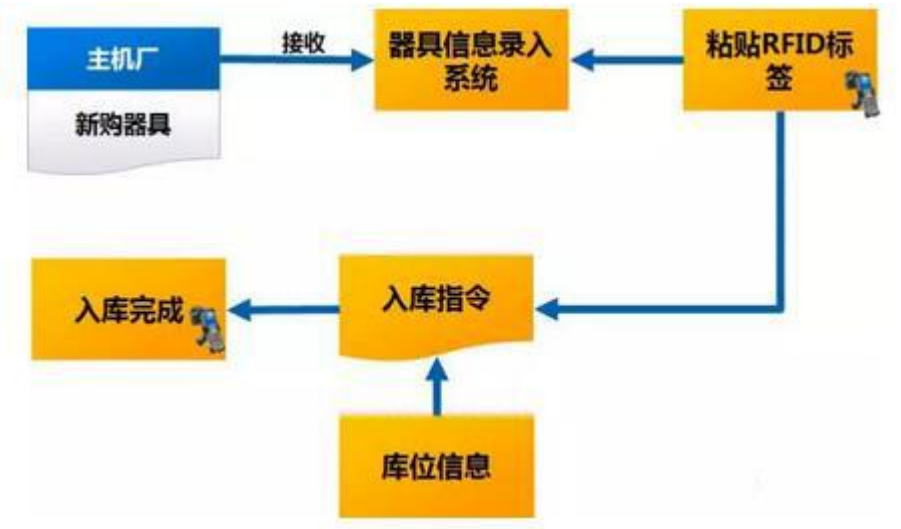 主机厂
新购器具
接收
器具信息录入
系统
粘贴RFID标
签
入库完成
入库指令
库位信息